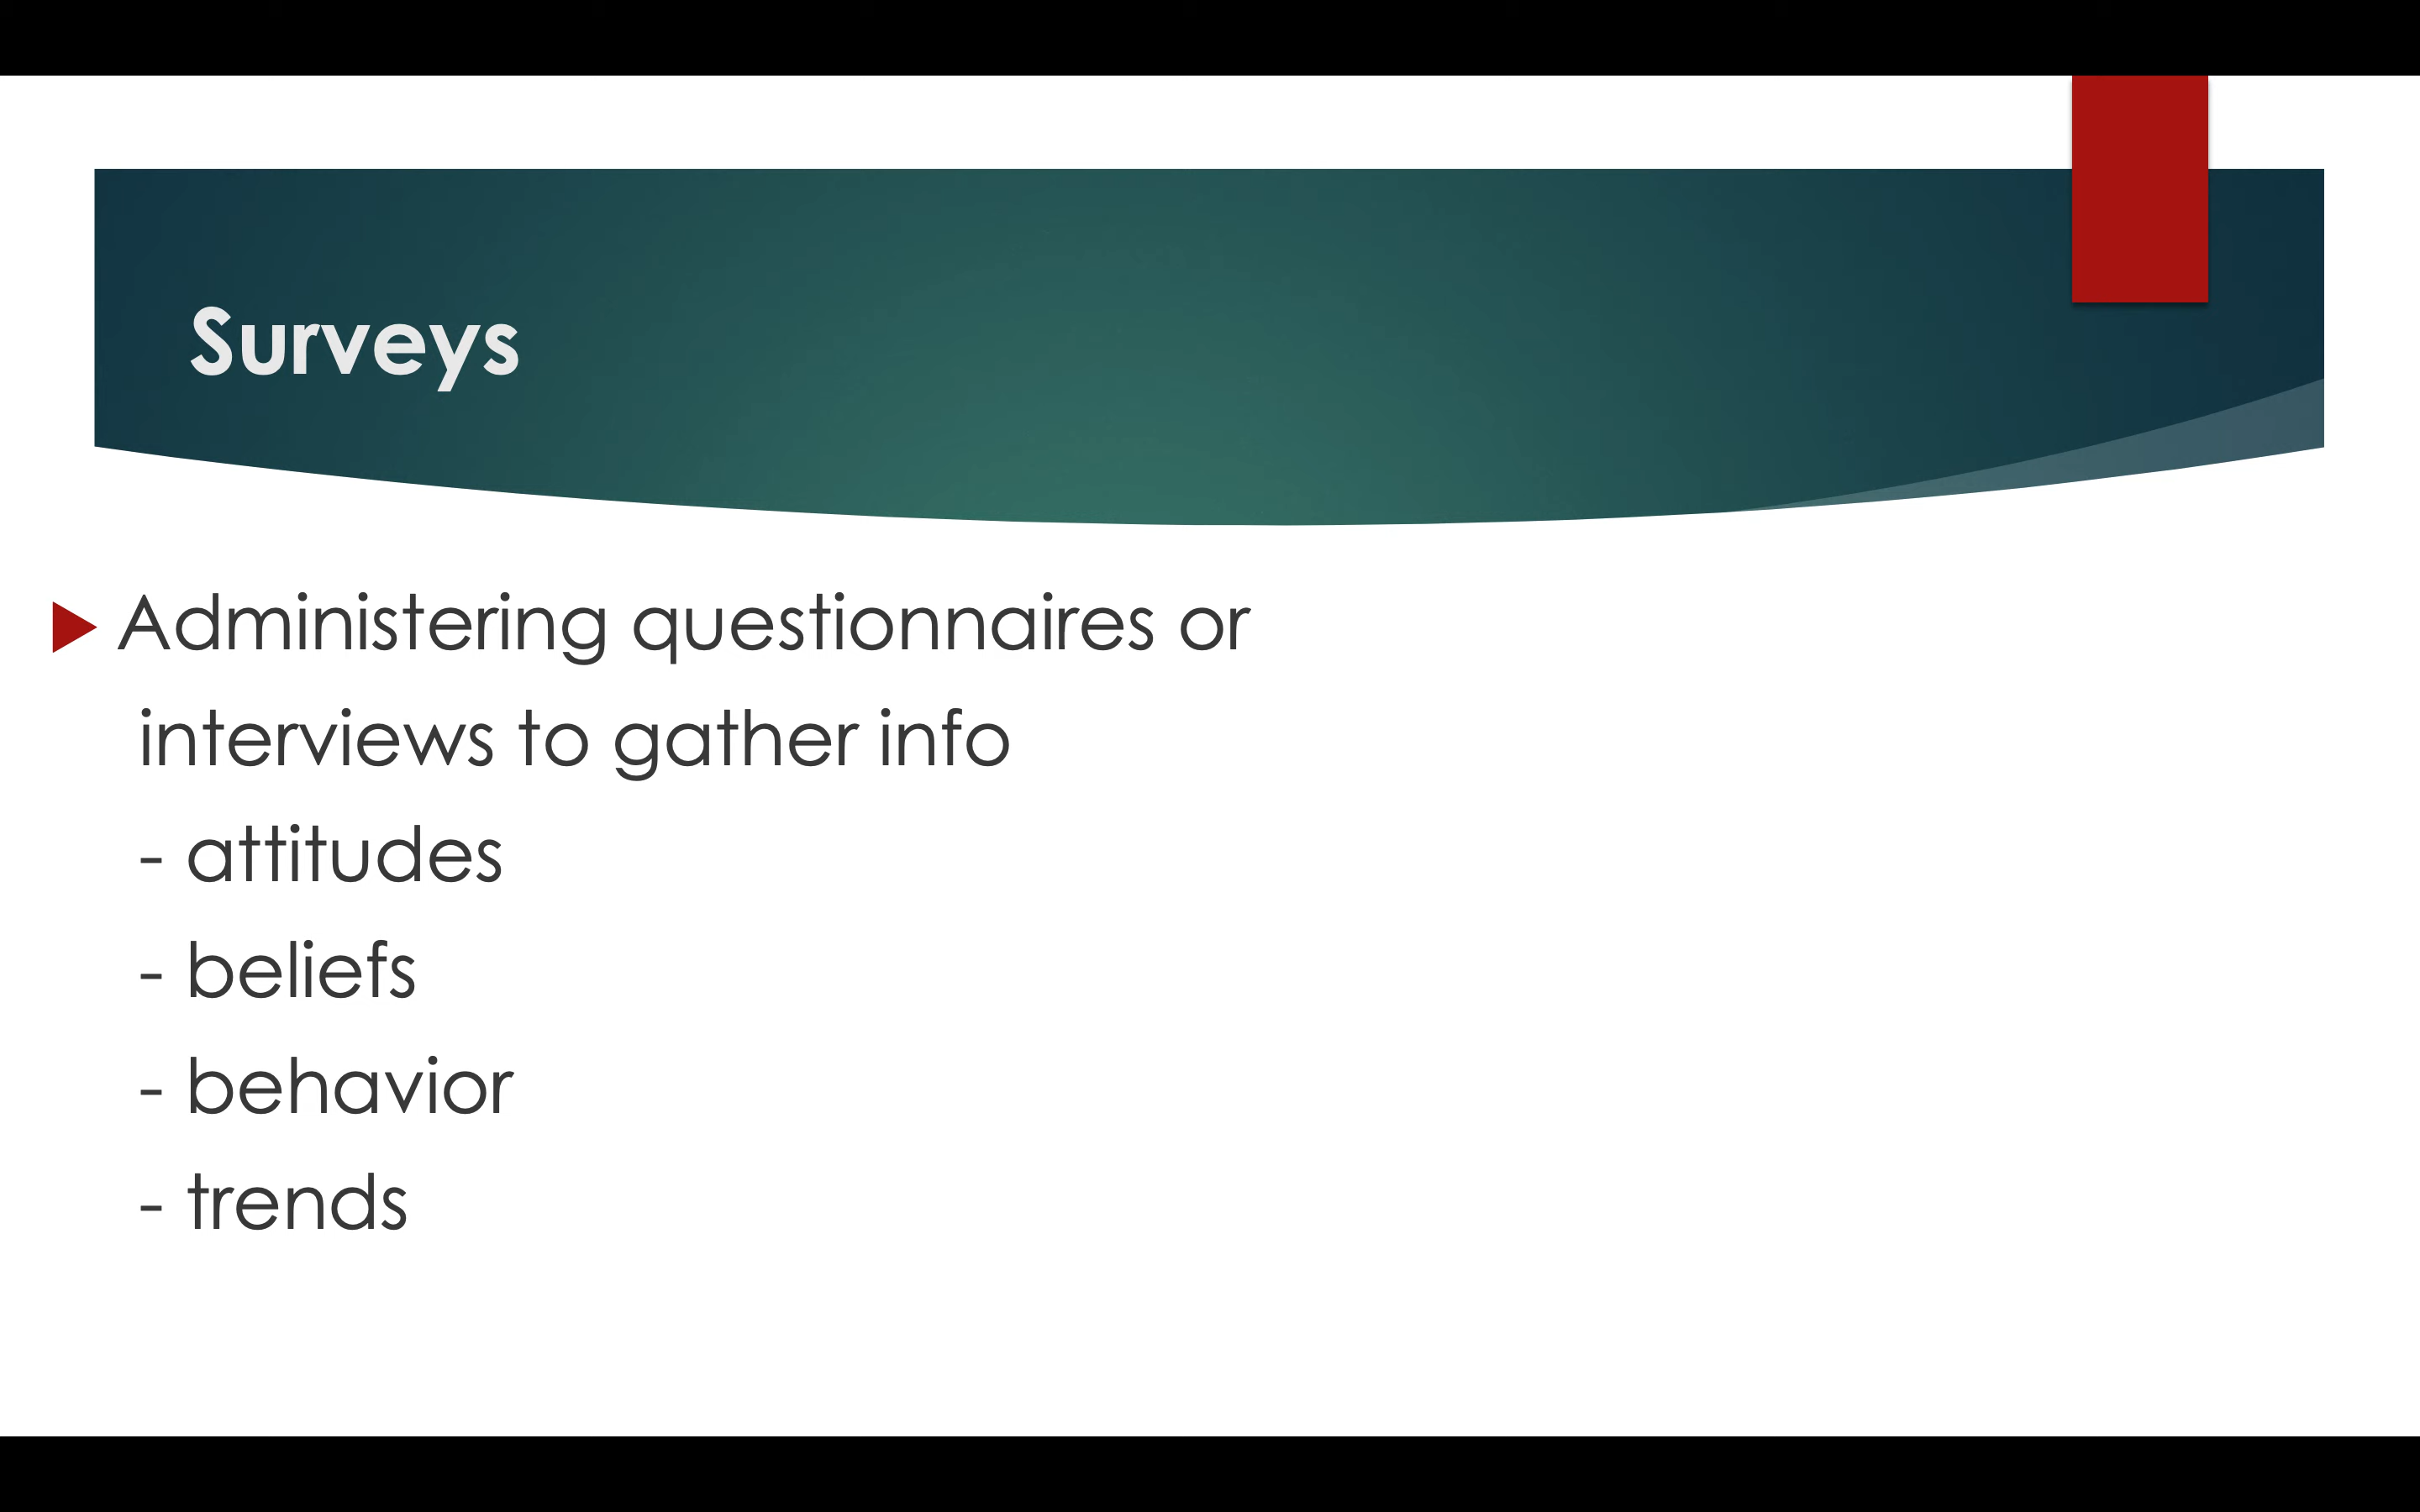 Surveys
Administering questionnaires or
interviews to gather info
- attitudes
- beliefs
- behavior
- trends